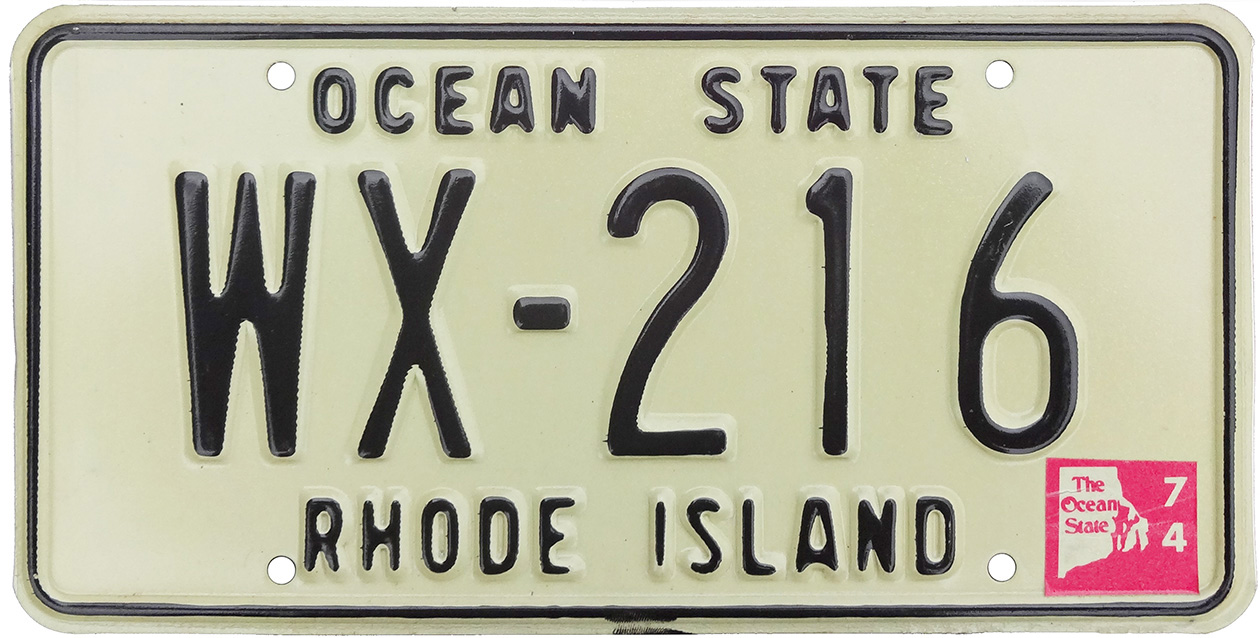 OCEAN STATE
WX-216
RHODE ISLAND
The
Ocean
State
7
4